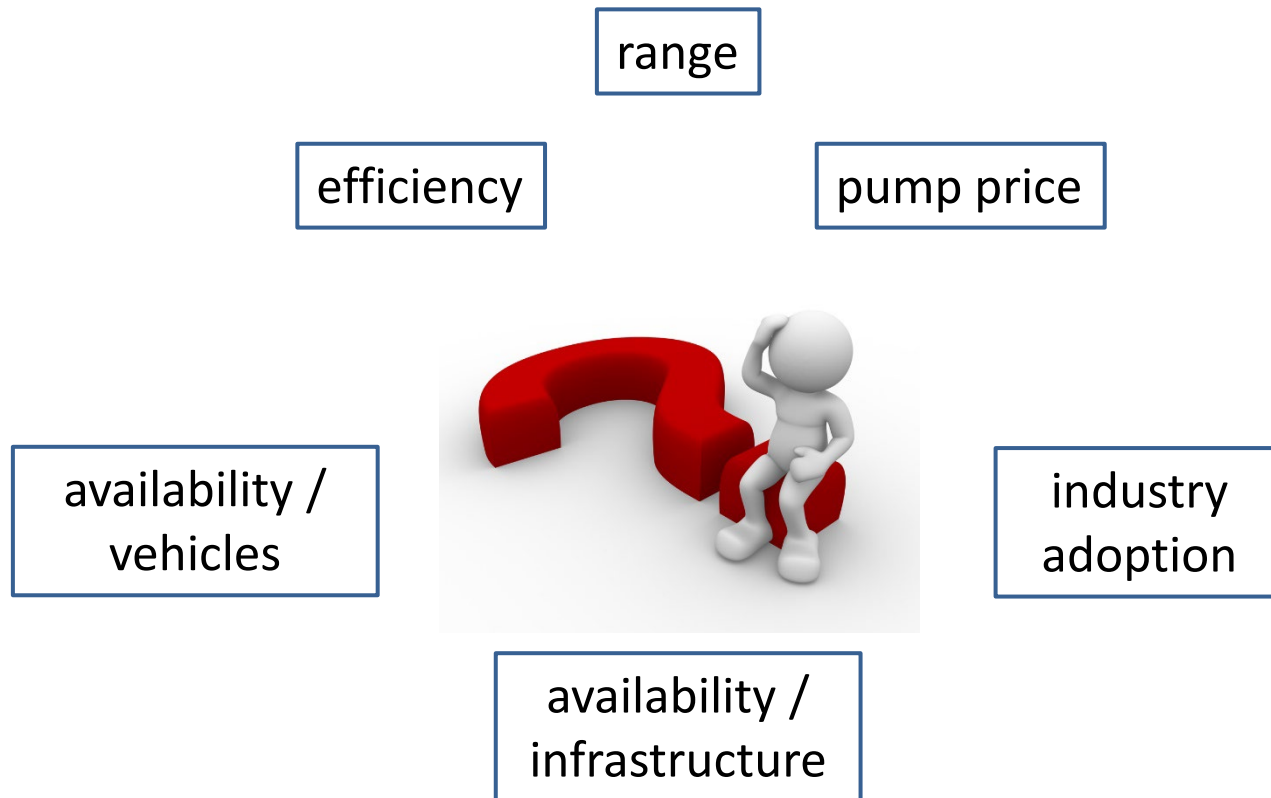 range
efficiency
pump price
availability /
vehicles
industry
adoption
availability /
infrastructure